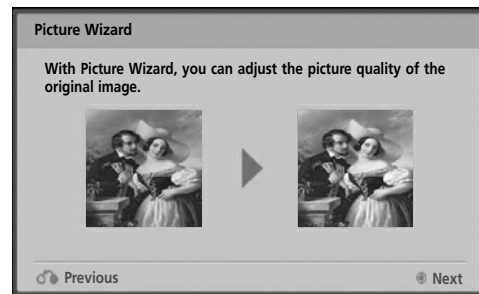 Picture Wizard
With Picture Wizard, you can adjust the picture quality of the
original image.
Previous
Next